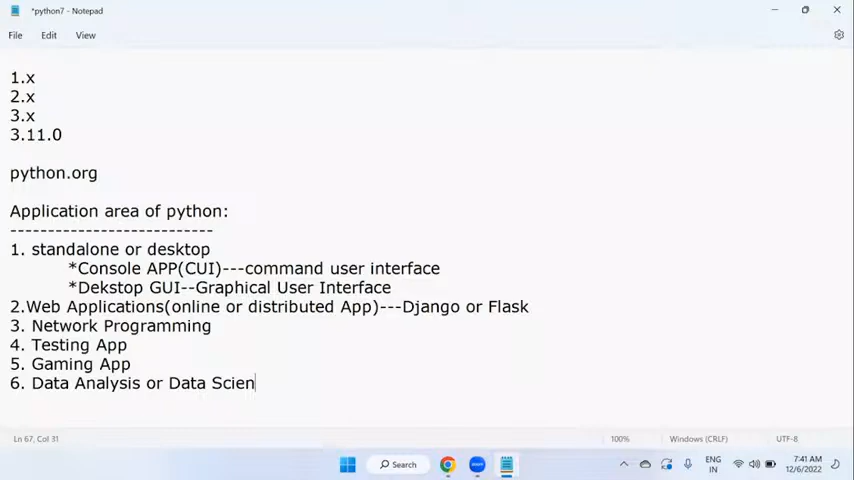 *python7 - Notepad
File Edit View
1.x
2.x
3.x
3.11.0
python.org
Application area of python:
--------------------------
1. standalone or desktop
*Console APP(CUI)---command user interface
*Dekstop GUI--Graphical User Interface
2.Web Applications(online or distributed App)---Django or Flask
3. Network Programming
4. Testing App
5. Gaming App
6. Data Analysis or Data Scien
Ln 67, Col 31 100% Windows (CRLF) UTF-8
Search zoom ENG IN 7:41 AM 12/6/2022